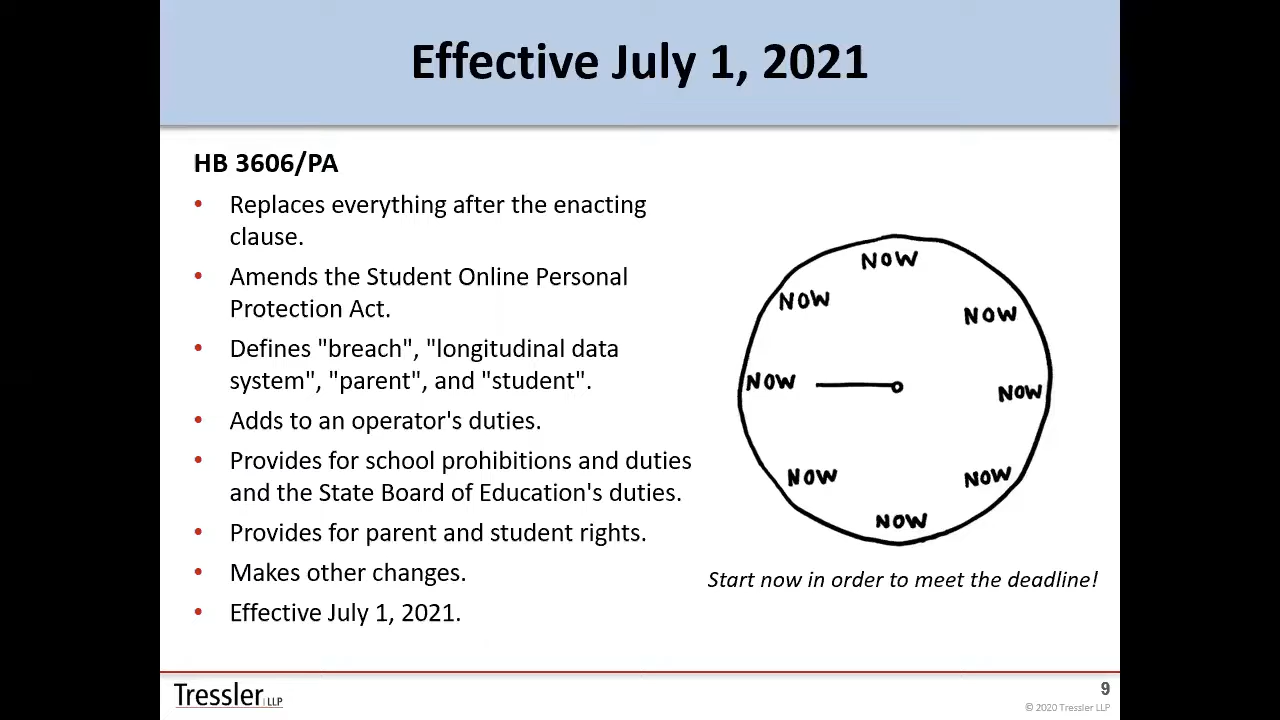 Effective July 1, 2021
HB 3606/PA
• Replaces everything after the enacting
clause.
• Amends the Student Online Personal
Protection Act.
• Defines "breach", "longitudinal data
system", "parent", and "student".
• Adds to an operator's duties.
• Provides for school prohibitions and duties
and the State Board of Education's duties.
• Provides for parent and student rights.
• Makes other changes.
• Effective July 1, 2021.
NOW
NOW
NOW
NOW
NOW
NOW
NOW
NOW
Start now in order to meet the deadline!
Tressler LLP
9
© 2020 Tressler LLP